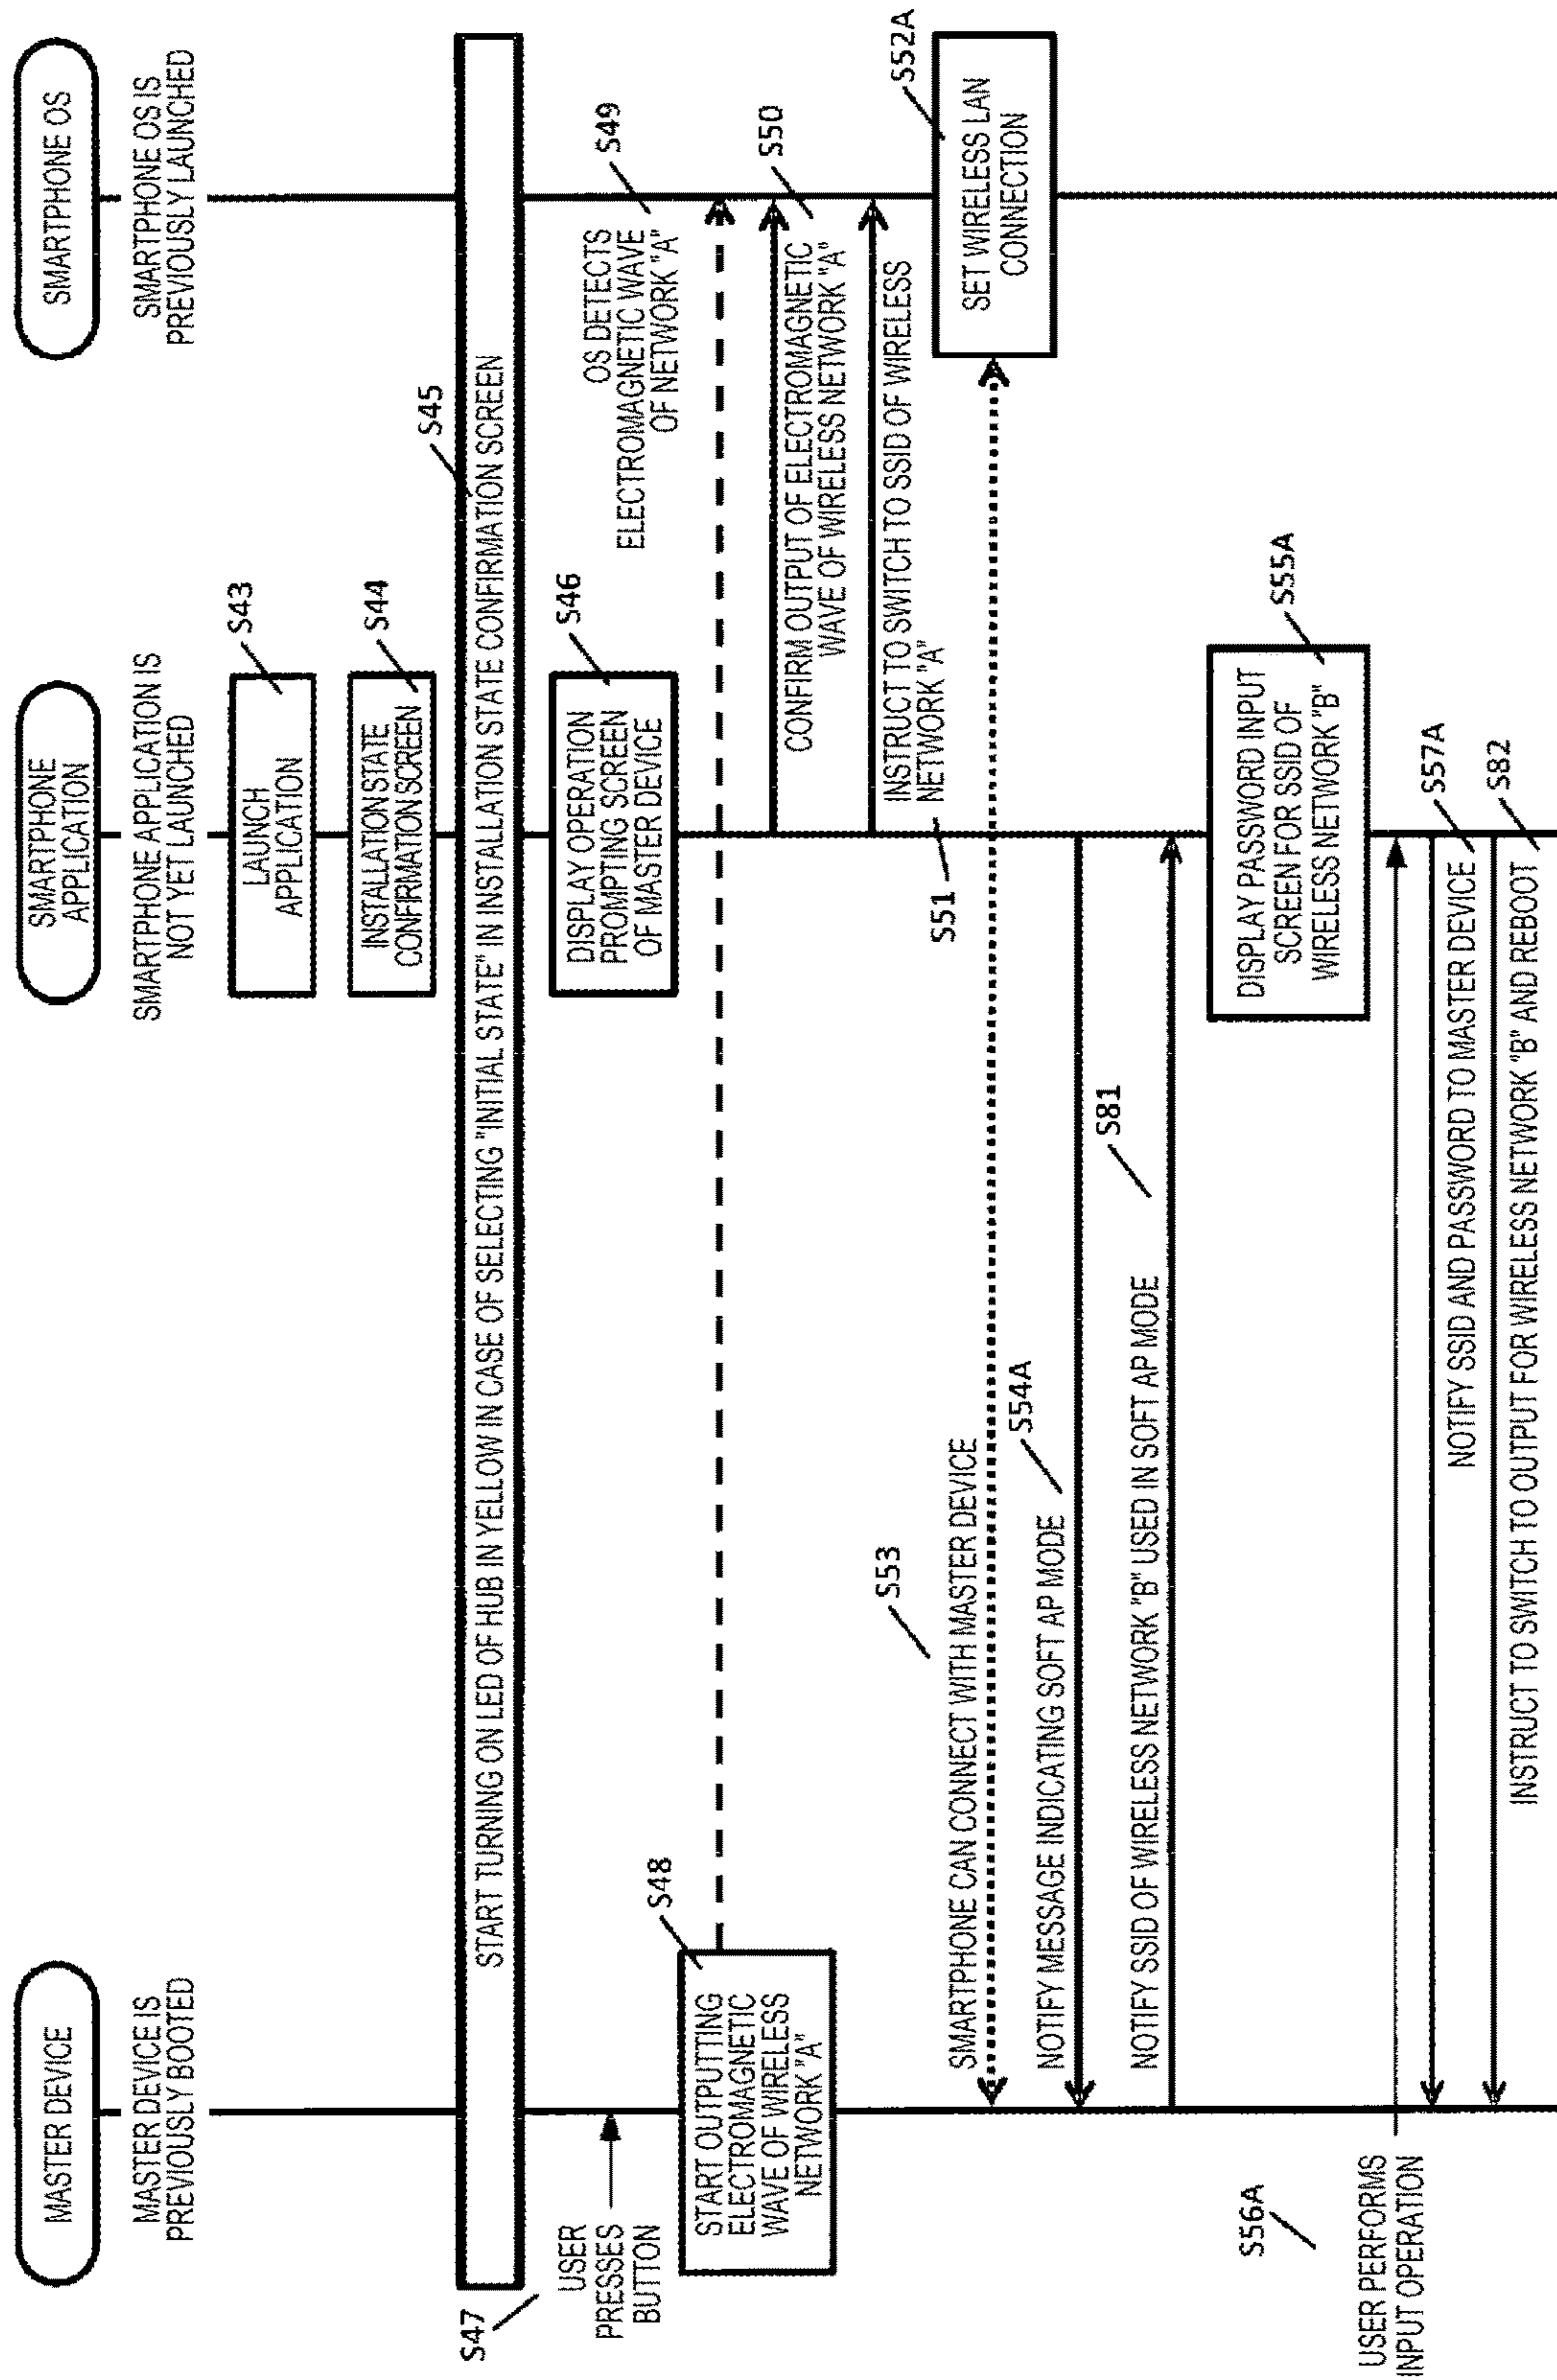 MASTER DEVICE
SMARTPHONE
APPLICATION
SMARTPHONE OS
MASTER DEVICE IS
PREVIOUSLY BOOTED
SMARTPHONE APPLICATION IS
NOT YET LAUNCHED
SMARTPHONE OS IS
PREVIOUSLY LAUNCHED
S43
LAUNCH
APPLICATION
S44
INSTALLATION STATE
CONFIRMATION SCREEN
S45
START TURNING ON LED OF HUB IN YELLOW IN CASE OF SELECTING "INITIAL STATE" IN INSTALLATION STATE CONFIRMATION SCREEN
S47
USER
PRESSES
BUTTON
S46
DISPLAY OPERATION
PROMPTING SCREEN
OF MASTER DEVICE
S48
START OUTPUTTING
ELECTROMAGNETIC
WAVE OF WIRELESS
NETWORK "A"
S49
OS DETECTS
ELECTROMAGNETIC WAVE
OF NETWORK "A"
S50
CONFIRM OUTPUT OF ELECTROMAGNETIC
WAVE OF WIRELESS NETWORK "A"
INSTRUCT TO SWITCH TO SSID OF WIRELESS
NETWORK "A"
S51
S52A
SET WIRELESS LAN
CONNECTION
S53
SMARTPHONE CAN CONNECT WITH MASTER DEVICE
S54A
NOTIFY MESSAGE INDICATING SOFT AP MODE
S81
NOTIFY SSID OF WIRELESS NETWORK "B" USED IN SOFT AP MODE
S55A
DISPLAY PASSWORD INPUT
SCREEN FOR SSID OF
WIRELESS NETWORK "B"
S56A
USER PERFORMS
INPUT OPERATION
S57A
NOTIFY SSID AND PASSWORD TO MASTER DEVICE
S82
INSTRUCT TO SWITCH TO OUTPUT FOR WIRELESS NETWORK "B" AND REBOOT